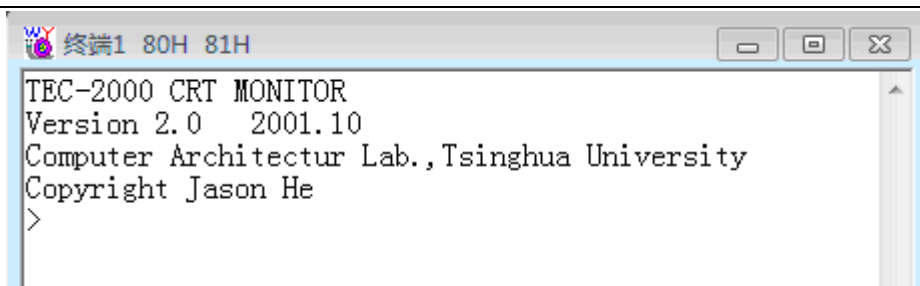 终端1 80H 81H
TEC-2000 CRT MONITOR
Version 2.0   2001.10
Computer Architectur Lab.,Tsinghua University
Copyright Jason He
>